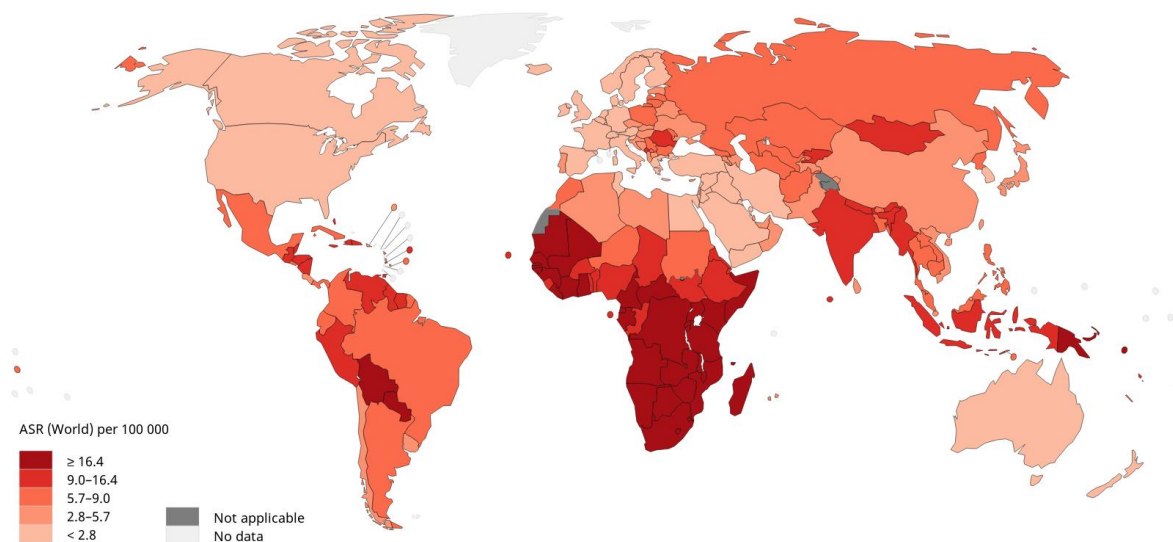 ASR (World) per 100 000
≥ 16.4
9.0–16.4
5.7–9.0
2.8–5.7
< 2.8
Not applicable
No data